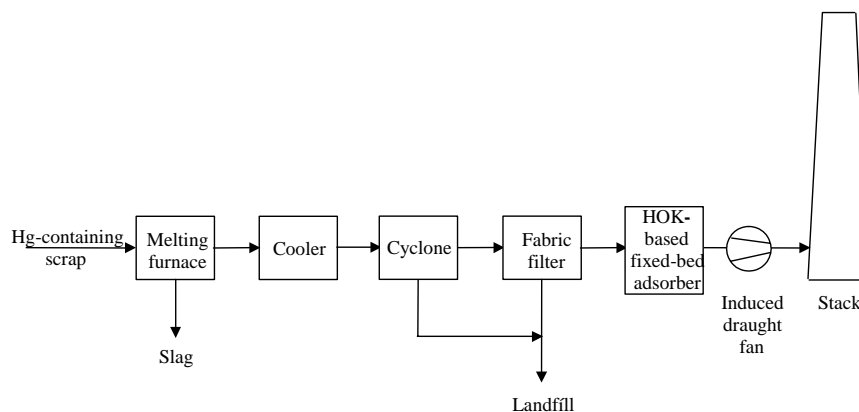 Hg-containing
scrap
Melting
furnace
Cooler
Cyclone
Fabric
filter
HOK-
based
fixed-bed
adsorber
Induced
draught
fan
Stack
Slag
Landfíll